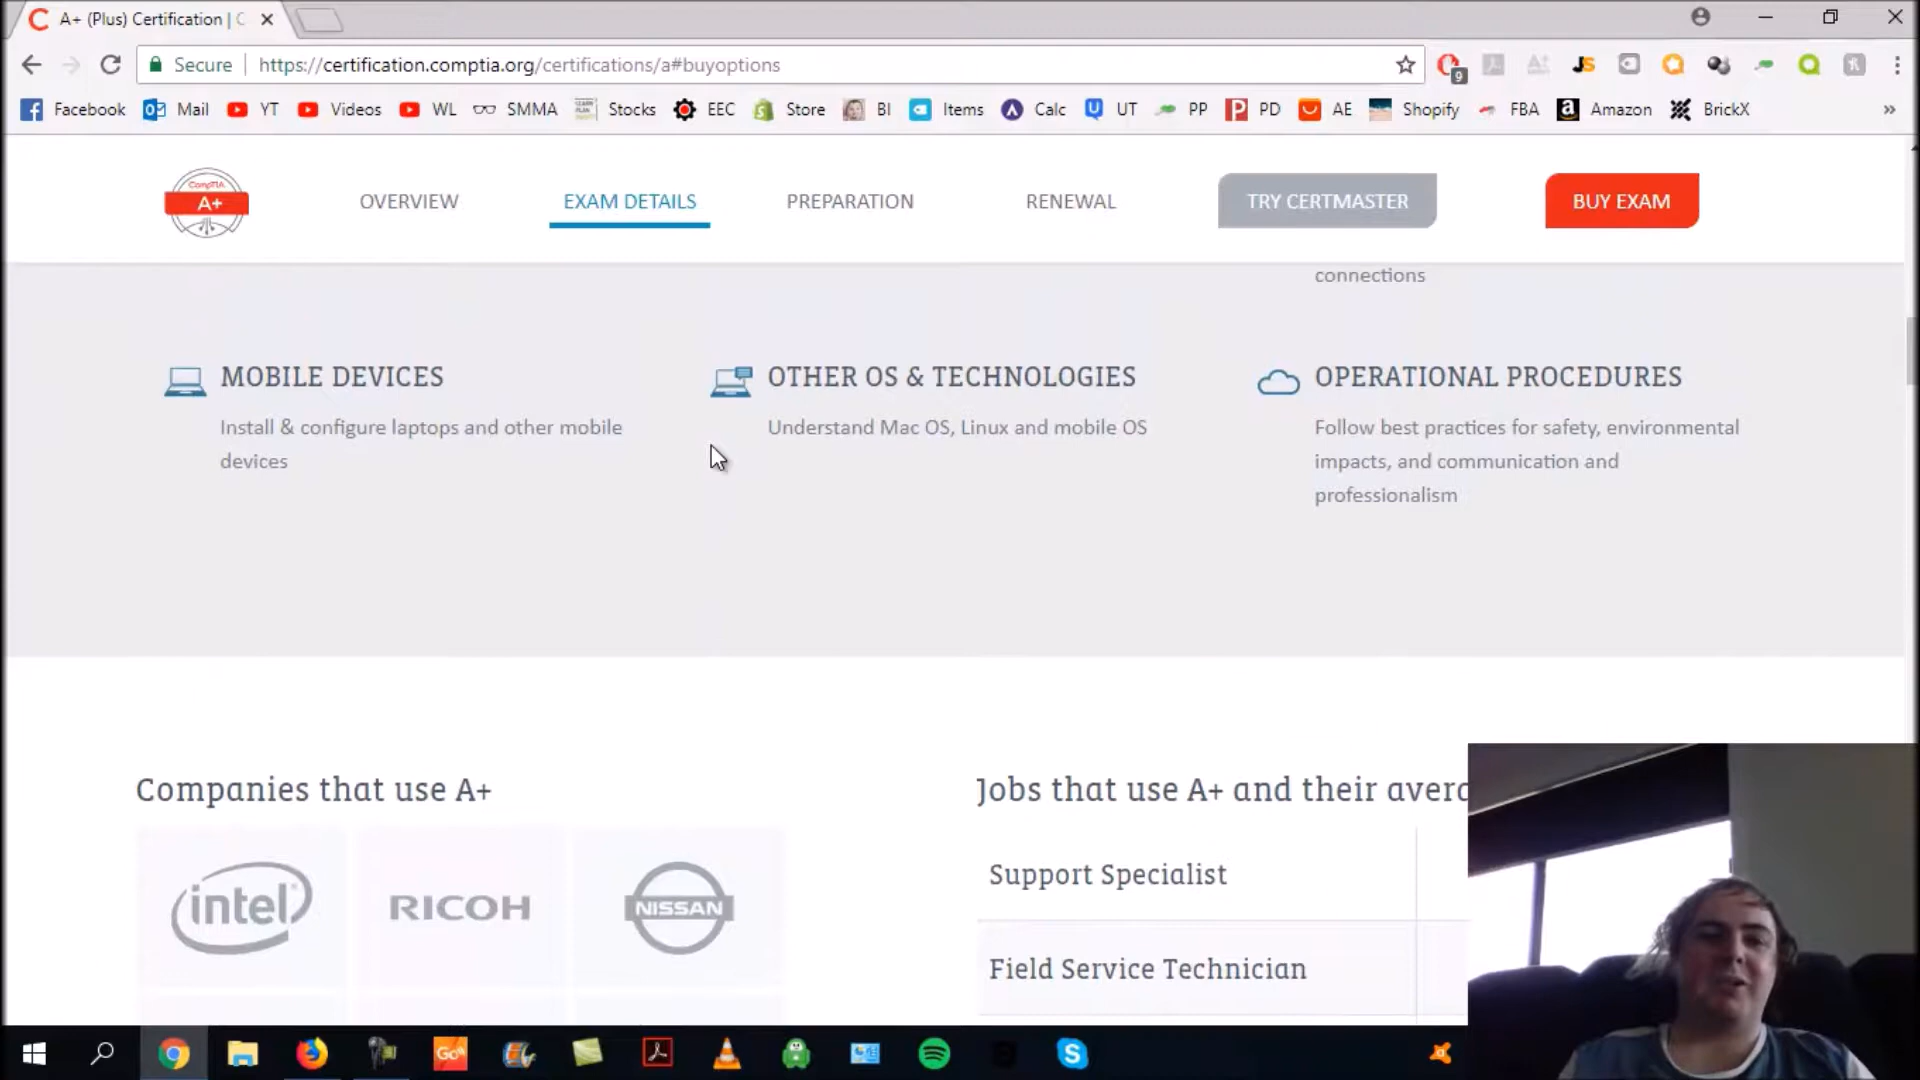 A+ (Plus) Certification | C
Secure
https://certification.comptia.org/certifications/a#buyoptions
9
Facebook Mail YT Videos WL SMMA Stocks EEC Store BI Items Calc UT PP PD AE Shopify FBA Amazon BrickX »
CompTIA
A+
OVERVIEW EXAM DETAILS PREPARATION RENEWAL TRY CERTMASTER BUY EXAM
connections
MOBILE DEVICES
Install & configure laptops and other mobile
devices
OTHER OS & TECHNOLOGIES
Understand Mac OS, Linux and mobile OS
OPERATIONAL PROCEDURES
Follow best practices for safety, environmental
impacts, and communication and
professionalism
Companies that use A+
intel
RICOH
NISSAN
Jobs that use A+ and their avera
Support Specialist
Field Service Technician